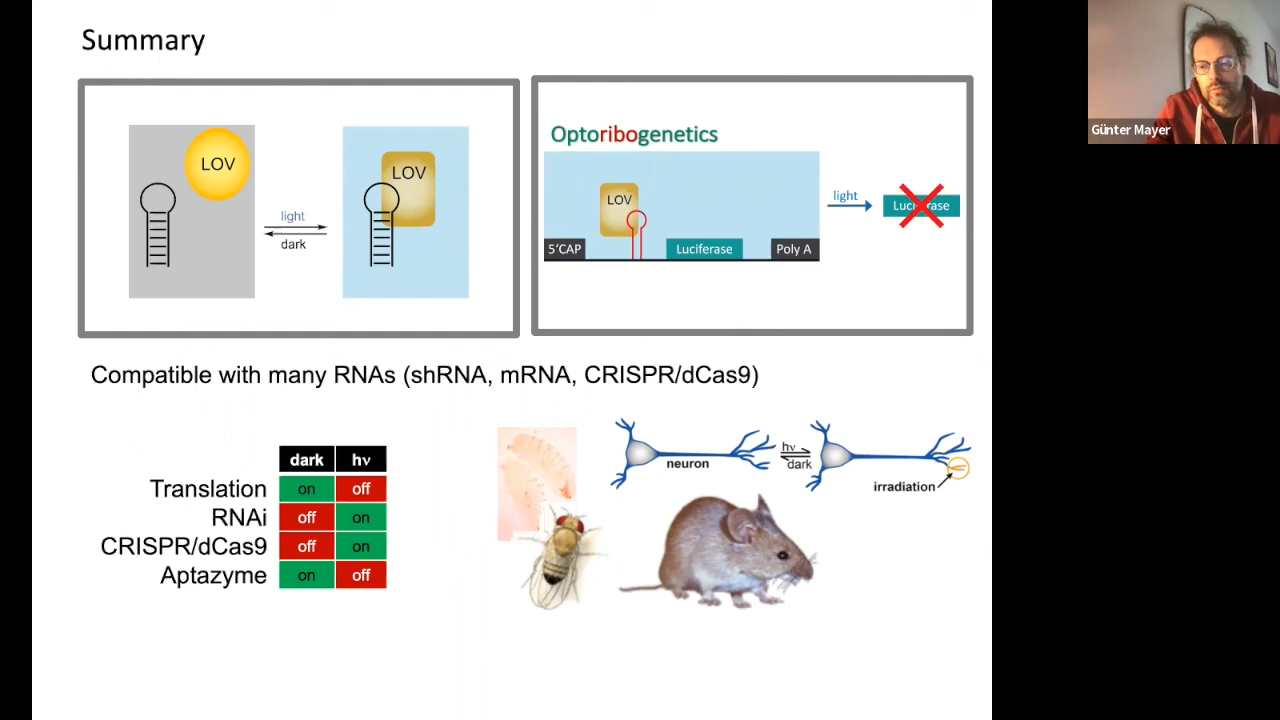 Summary
Günter Mayer
LOV
LOV
light
dark
Optoribogenetics
LOV
5'CAP
Luciferase
Poly A
light
Luciferase
Compatible with many RNAs (shRNA, mRNA, CRISPR/dCas9)
dark hν
Translation on off
RNAi off on
CRISPR/dCas9 off on
Aptazyme on off
neuron
hν
dark
irradiation